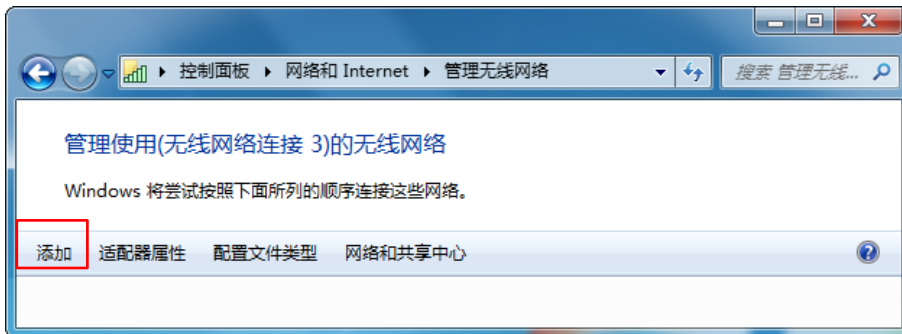 控制面板 ▸ 网络和 Internet ▸ 管理无线网络
搜索 管理无线...
管理使用(无线网络连接 3)的无线网络
Windows 将尝试按照下面所列的顺序连接这些网络。
添加 适配器属性 配置文件类型 网络和共享中心